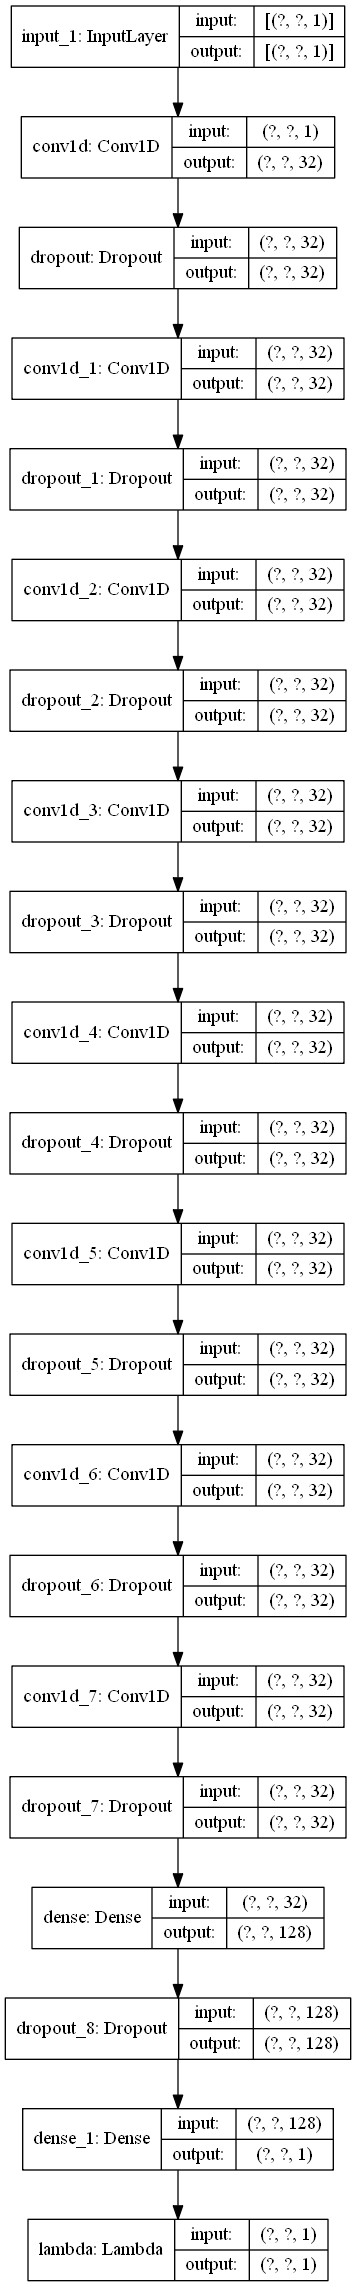 input_1: InputLayer
input: [(?, ?, 1)]
output: [(?, ?, 1)]
conv1d: Conv1D
input: (?, ?, 1)
output: (?, ?, 32)
dropout: Dropout
input: (?, ?, 32)
output: (?, ?, 32)
conv1d_1: Conv1D
input: (?, ?, 32)
output: (?, ?, 32)
dropout_1: Dropout
input: (?, ?, 32)
output: (?, ?, 32)
conv1d_2: Conv1D
input: (?, ?, 32)
output: (?, ?, 32)
dropout_2: Dropout
input: (?, ?, 32)
output: (?, ?, 32)
conv1d_3: Conv1D
input: (?, ?, 32)
output: (?, ?, 32)
dropout_3: Dropout
input: (?, ?, 32)
output: (?, ?, 32)
conv1d_4: Conv1D
input: (?, ?, 32)
output: (?, ?, 32)
dropout_4: Dropout
input: (?, ?, 32)
output: (?, ?, 32)
conv1d_5: Conv1D
input: (?, ?, 32)
output: (?, ?, 32)
dropout_5: Dropout
input: (?, ?, 32)
output: (?, ?, 32)
conv1d_6: Conv1D
input: (?, ?, 32)
output: (?, ?, 32)
dropout_6: Dropout
input: (?, ?, 32)
output: (?, ?, 32)
conv1d_7: Conv1D
input: (?, ?, 32)
output: (?, ?, 32)
dropout_7: Dropout
input: (?, ?, 32)
output: (?, ?, 32)
dense: Dense
input: (?, ?, 32)
output: (?, ?, 128)
dropout_8: Dropout
input: (?, ?, 128)
output: (?, ?, 128)
dense_1: Dense
input: (?, ?, 128)
output: (?, ?, 1)
lambda: Lambda
input: (?, ?, 1)
output: (?, ?, 1)